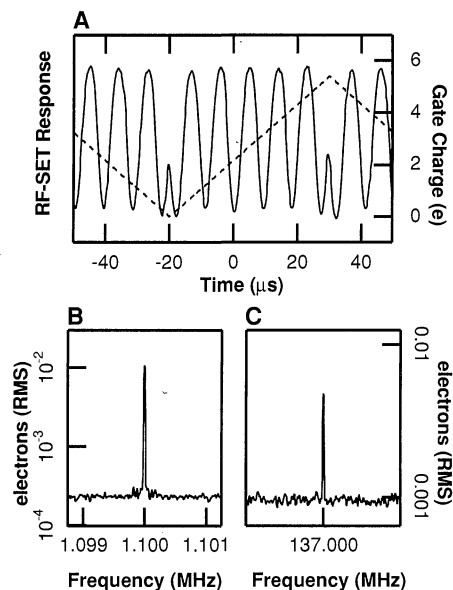 A
RF-SET Response
6
4
2
0
Gate Charge (e)
-40 -20 0 20 40
Time (μs)
B
electrons (RMS)
10⁻²
10⁻³
10⁻⁴
1.099 1.100 1.101
Frequency (MHz)
C
0.01
0.001
electrons (RMS)
137.000
Frequency (MHz)